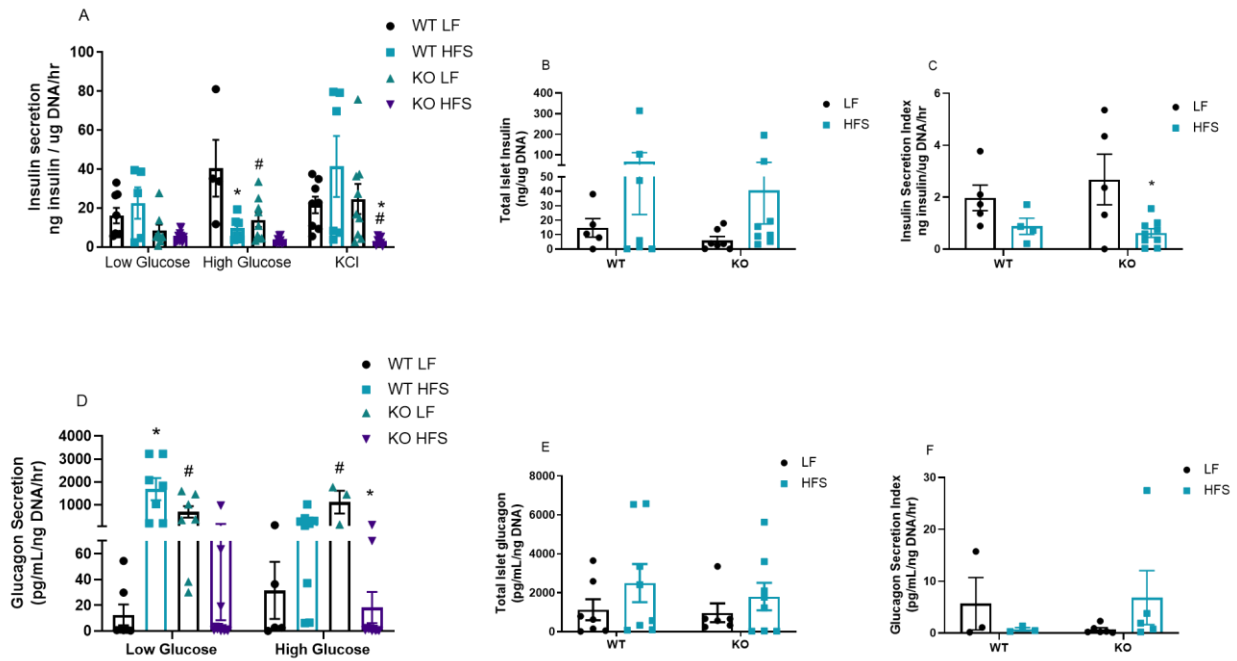 A
WT LF
WT HFS
KO LF
KO HFS
Insulin secretion
ng insulin / ug DNA/hr
100
80
60
40
20
0
*
#
*
#
Low Glucose High Glucose KCl
B
LF
HFS
Total Islet Insulin
(ng/ug DNA)
400
300
200
100
50
40
30
20
10
0
WT KO
C
LF
HFS
Insulin Secretion Index
ng insulin/ug DNA/hr
6
4
2
0
*
WT KO
D
WT LF
WT HFS
KO LF
KO HFS
Glucagon Secretion
(pg/mL/ng DNA/hr)
4000
3000
2000
1000
60
40
20
0
*
#
#
*
Low Glucose High Glucose
E
LF
HFS
Total Islet glucagon
(pg/mL/ng DNA)
8000
6000
4000
2000
0
WT KO
F
LF
HFS
Glucagon Secretion Index
(pg/mL/ng DNA/hr)
30
20
10
0
WT KO